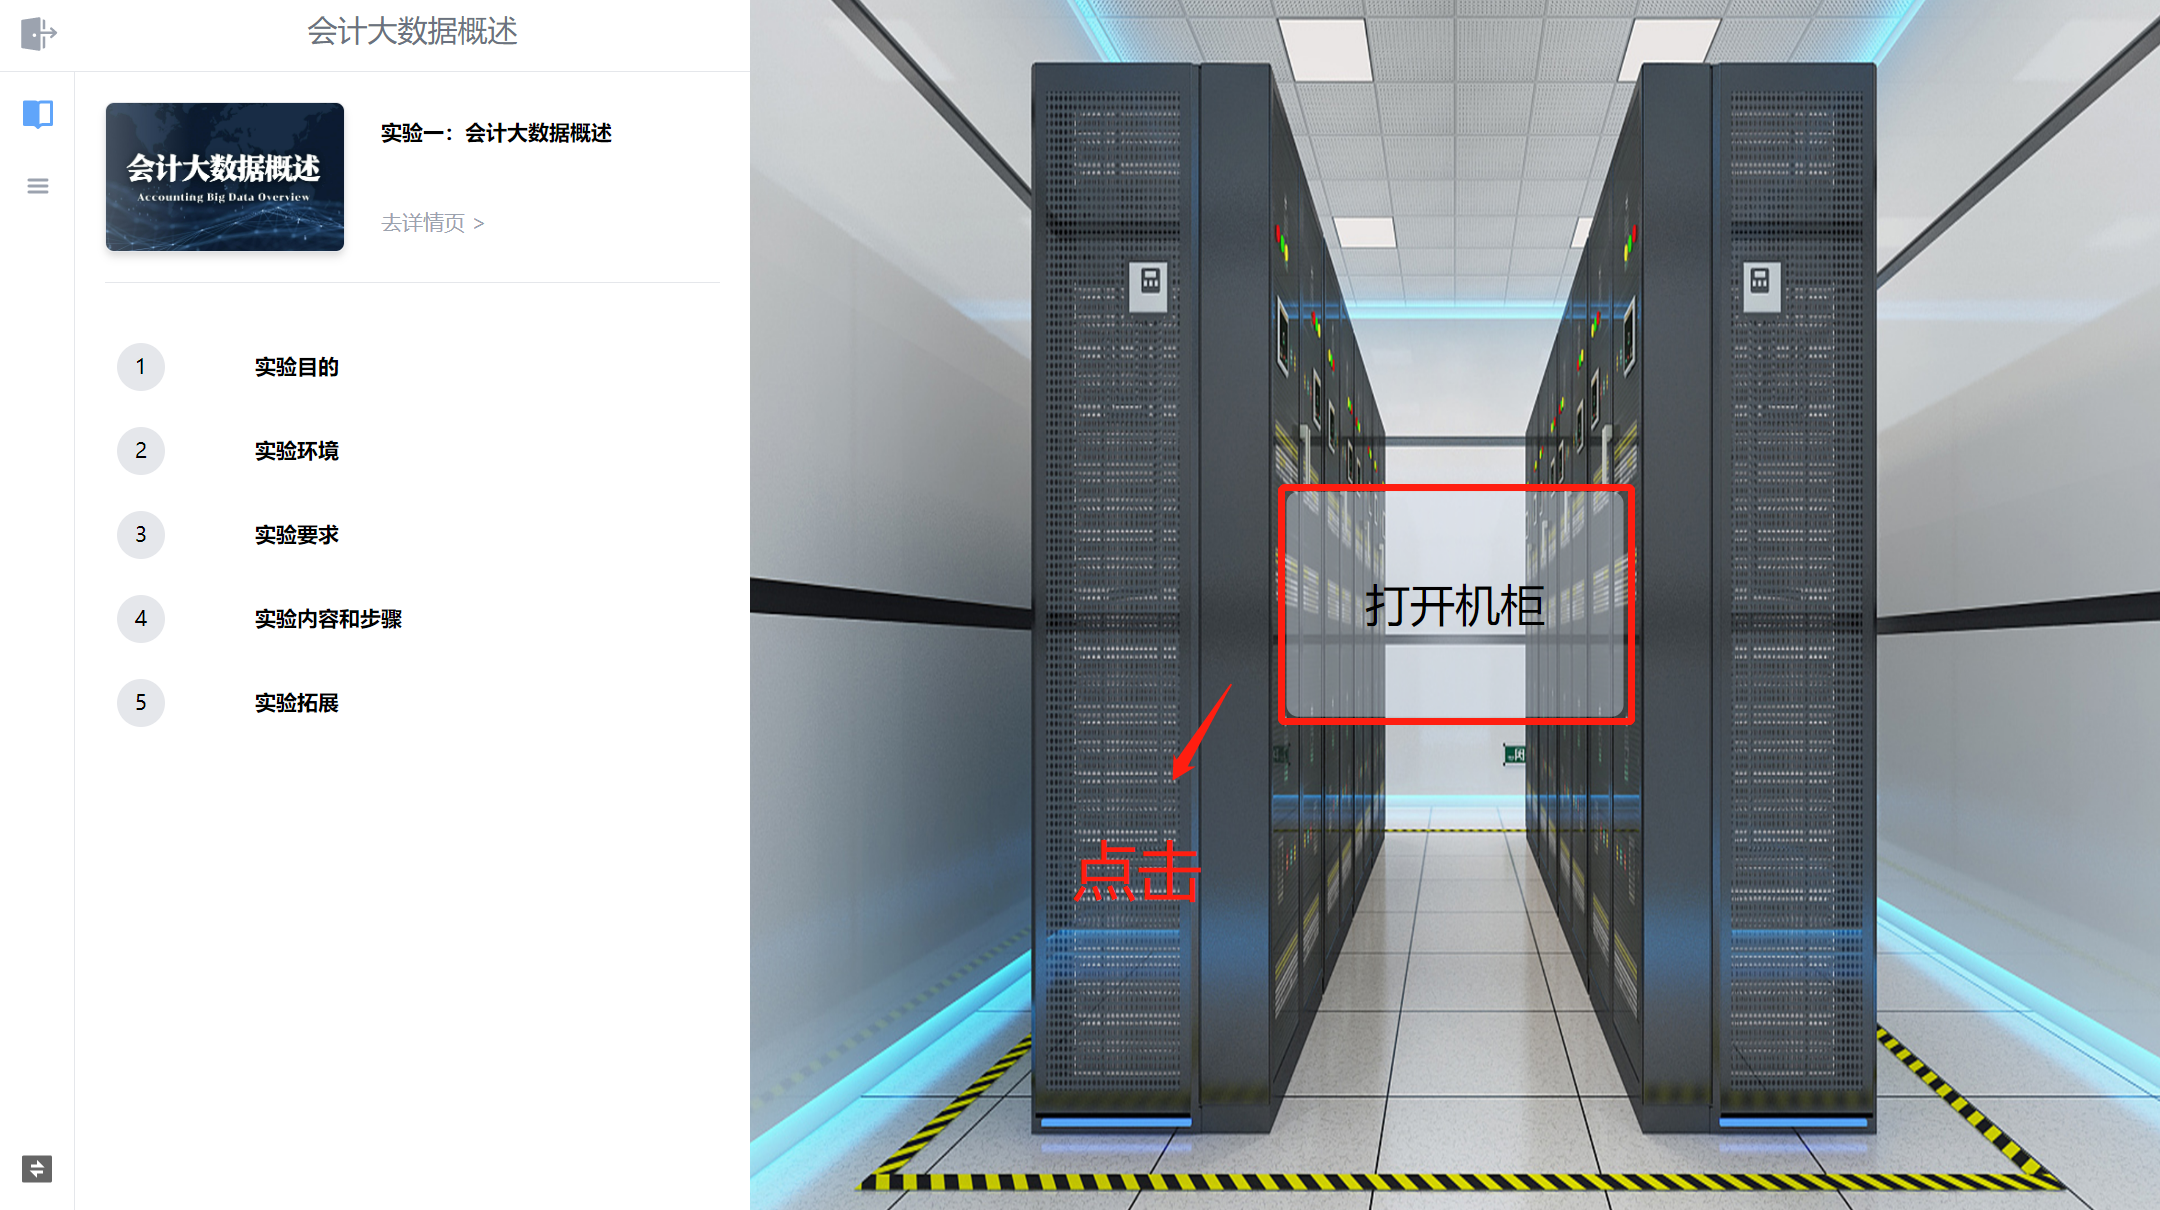 会计大数据概述
会计大数据概述
Accounting Big Data Overview
实验一：会计大数据概述
去详情页 >
1 实验目的
2 实验环境
3 实验要求
4 实验内容和步骤
5 实验拓展
打开机柜
点击